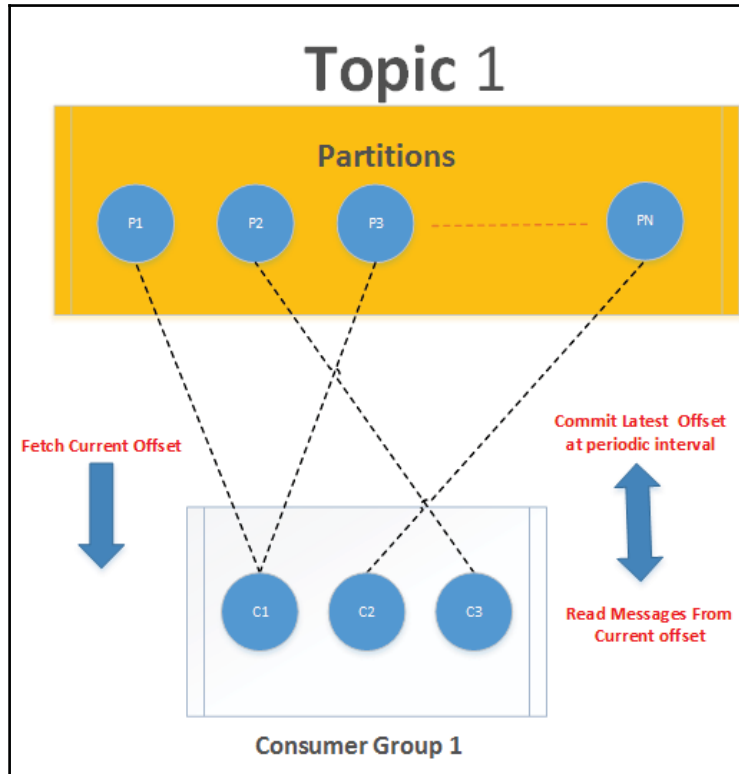 Topic 1
Partitions
P1
P2
P3
PN
Fetch Current Offset
Commit Latest Offset
at periodic interval
C1
C2
C3
Read Messages From
Current offset
Consumer Group 1